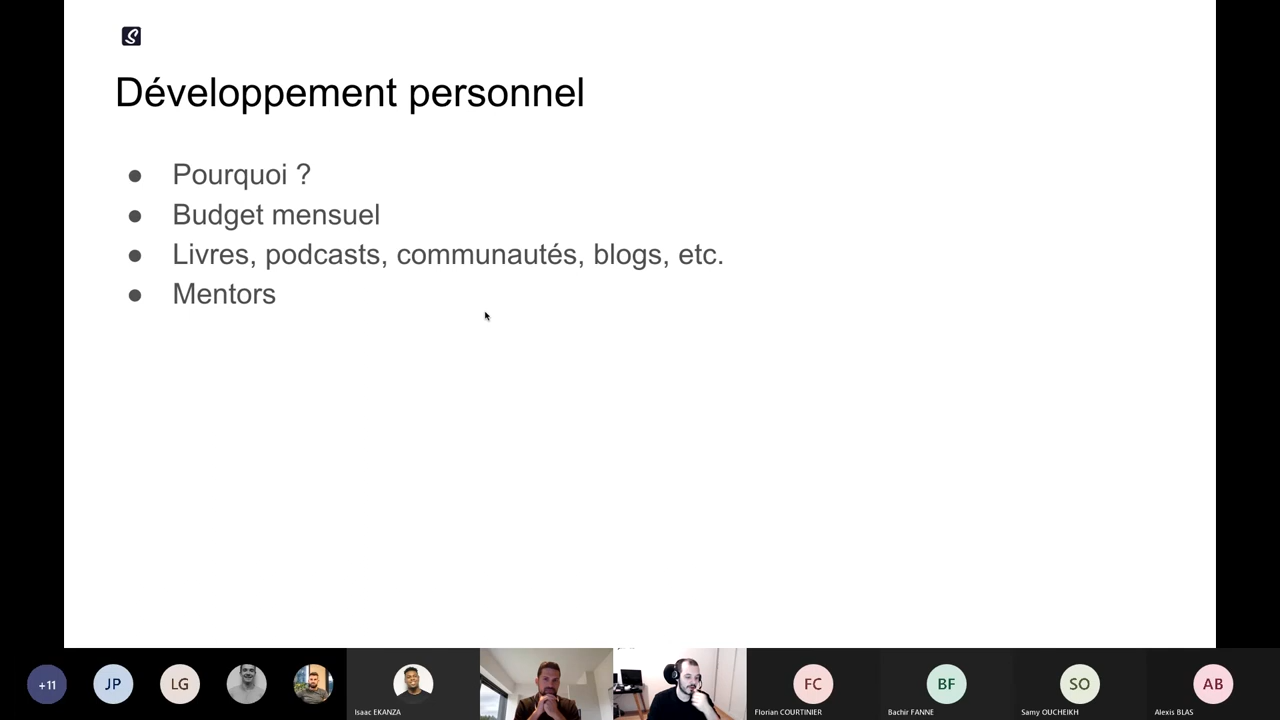 S
Développement personnel
● Pourquoi ?
● Budget mensuel
● Livres, podcasts, communautés, blogs, etc.
● Mentors
+11
JP
LG
Isaac EKANZA
FC
Florian COURTINIER
BF
Bachir FANNE
SO
Samy OUCHEIKH
AB
Alexis BLAS